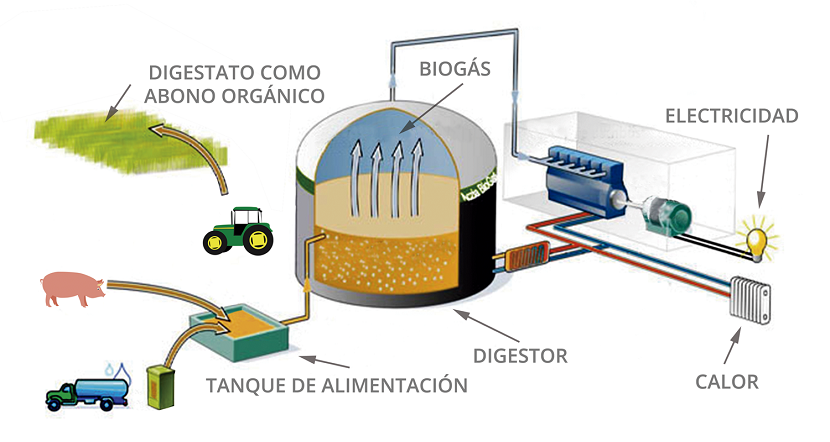 DIGESTATO COMO
ABONO ORGÁNICO
BIOGÁS
ELECTRICIDAD
DIGESTOR
TANQUE DE ALIMENTACIÓN
CALOR